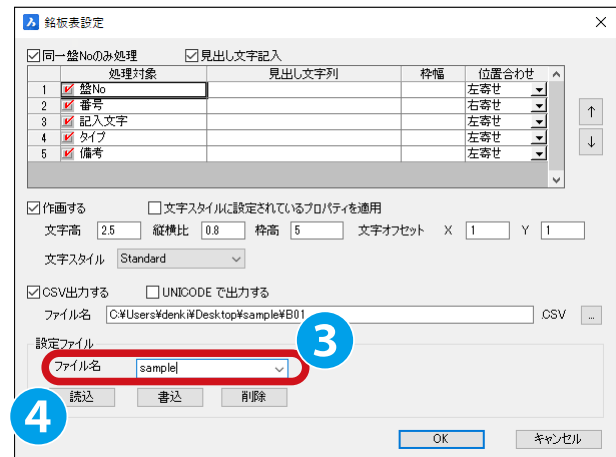 銘板表設定
同一盤Noのみ処理 見出し文字記入
処理対象 見出し文字列 枠幅 位置合わせ
1 盤No 左寄せ
2 番号 右寄せ
3 記入文字 左寄せ
4 タイプ 左寄せ
5 備考 左寄せ
↑
↓
作画する 文字スタイルに設定されているプロパティを適用
文字高 2.5 縦横比 0.8 枠高 5 文字オフセット X 1 Y 1
文字スタイル Standard
CSV出力する UNICODE で出力する
ファイル名 C:¥Users¥denki¥Desktop¥sample¥B01 .CSV ...
設定ファイル
3
ファイル名 sample
4
読込 書込 削除
OK キャンセル